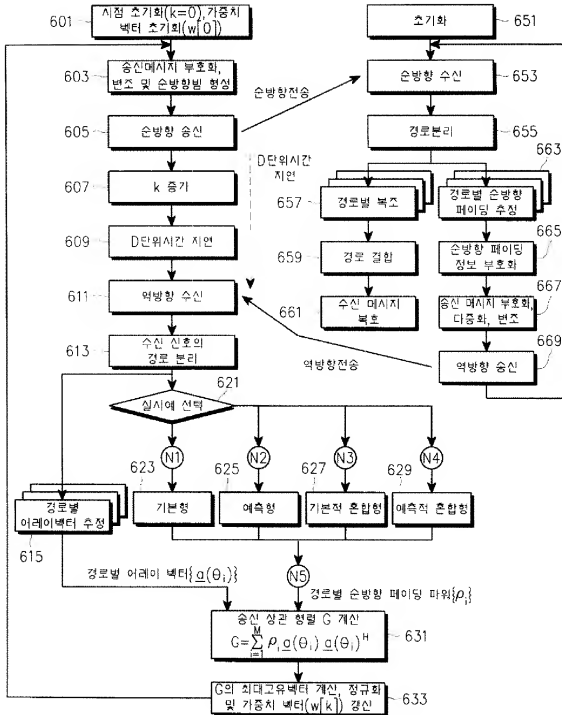 601
시점 초기화(k=0),가중치
벡터 초기회(w[0])
603
송신메시지 부호화,
변조 및 순방향빔 형성
605
순방향 송신
607
k 증가
609
D단위시간 지연
611
역방향 수신
613
수신 신호의
경로 분리
순방향전송
D단위시간
지연
역방향전송
초기화
651
순방향 수신
653
경로분리
655
657
경로별 복조
659
경로 결합
661
수신 메시지
복호
663
경로별 순방향
페이딩 추정
665
순방향 페이딩
정보 부호화
667
송신 메시지 부호화,
다중화, 변조
669
역방향 송신
621
실시예 선택
N1
N2
N3
N4
623
기본형
625
예측형
627
기본적 혼합형
629
예측적 혼합형
경로별
어레이벡터 추정
615
경로별 어레이 벡터{a(θi)}
N5
경로별 순방향 페이딩 파워{ρi}
송신 상관 행렬 G 계산
G=∑ρi a(θi) a(θi)^H
M
i=1
631
G의 최대고유벡터 계산, 정규화
및 가중치 벡터(w[k]) 갱신
633